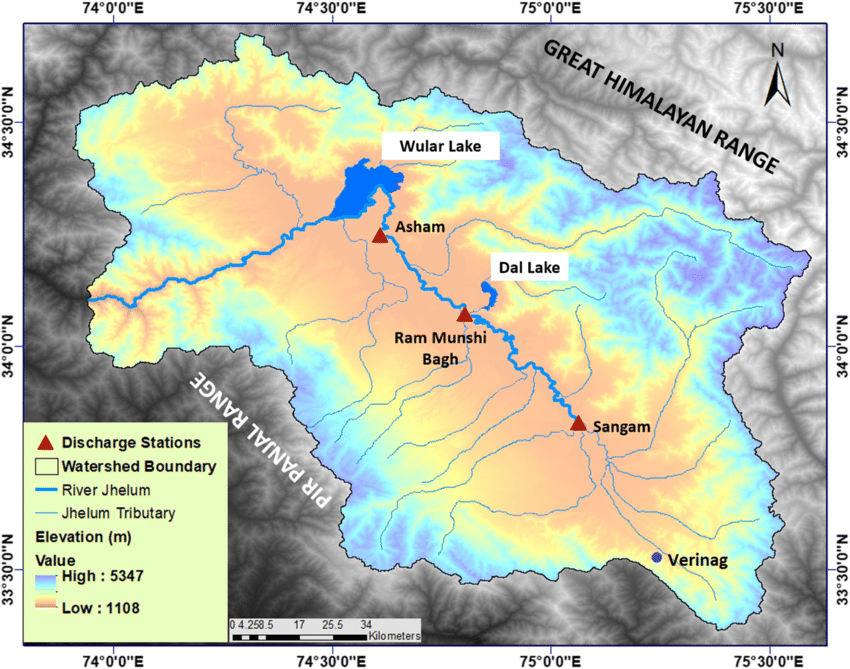 74°0'0"E
74°30'0"E
75°0'0"E
75°30'0"E
34°30'0"N
34°30'0"N
GREAT HIMALAYAN RANGE
N
Wular Lake
Asham
Dal Lake
Ram Munshi
Bagh
34°0'0"N
34°0'0"N
PIR PANJAL RANGE
Sangam
Verinag
33°30'0"N
33°30'0"N
Discharge Stations
Watershed Boundary
River Jhelum
Jhelum Tributary
Elevation (m)
Value
High : 5347
Low : 1108
0 4.258.5 17 25.5 34
Kilometers
74°0'0"E
74°30'0"E
75°0'0"E
75°30'0"E